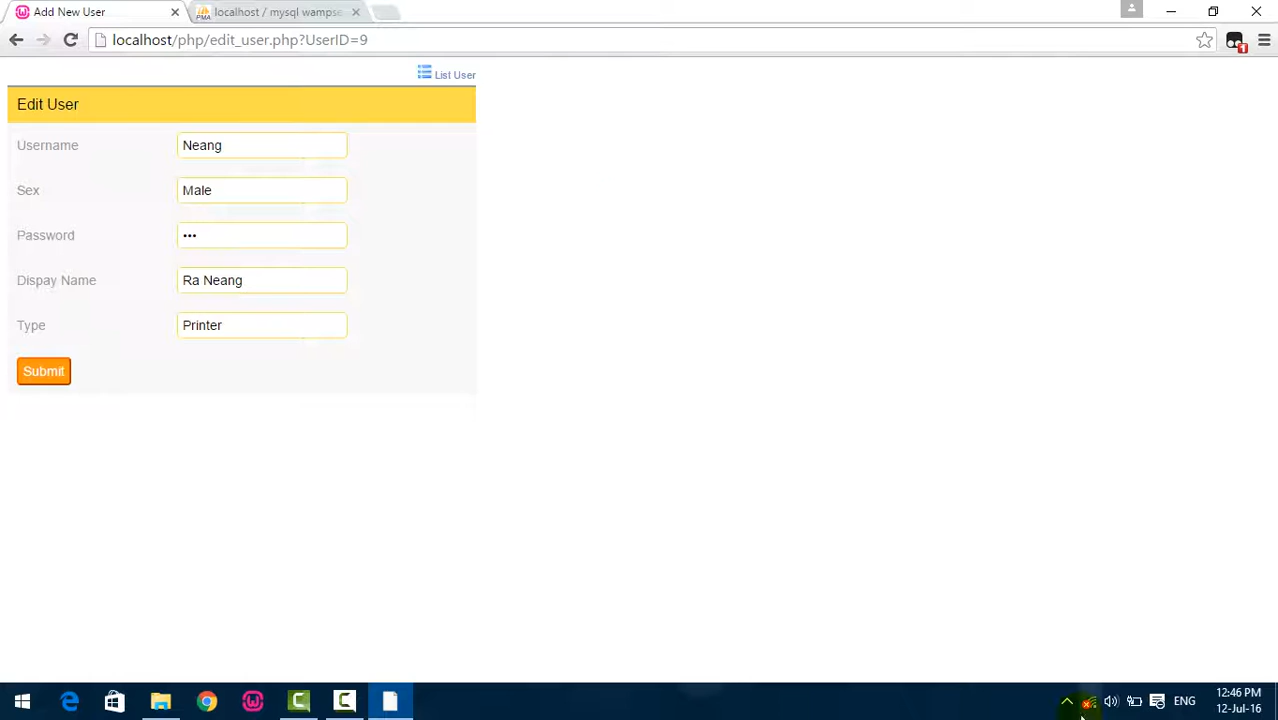 Add New User
localhost / mysql wampse
localhost/php/edit_user.php?UserID=9
List User
Edit User
Username Neang
Sex Male
Password •••
Dispay Name Ra Neang
Type Printer
Submit
ENG
12:46 PM
12-Jul-16